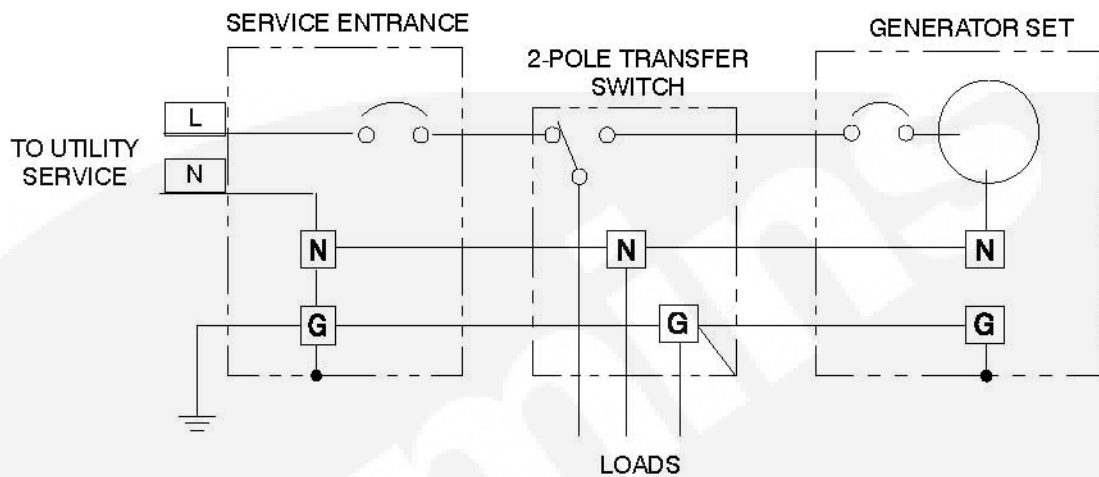 SERVICE ENTRANCE
GENERATOR SET
2-POLE TRANSFER
SWITCH
L
TO UTILITY
SERVICE
N
N
N
N
G
G
G
LOADS